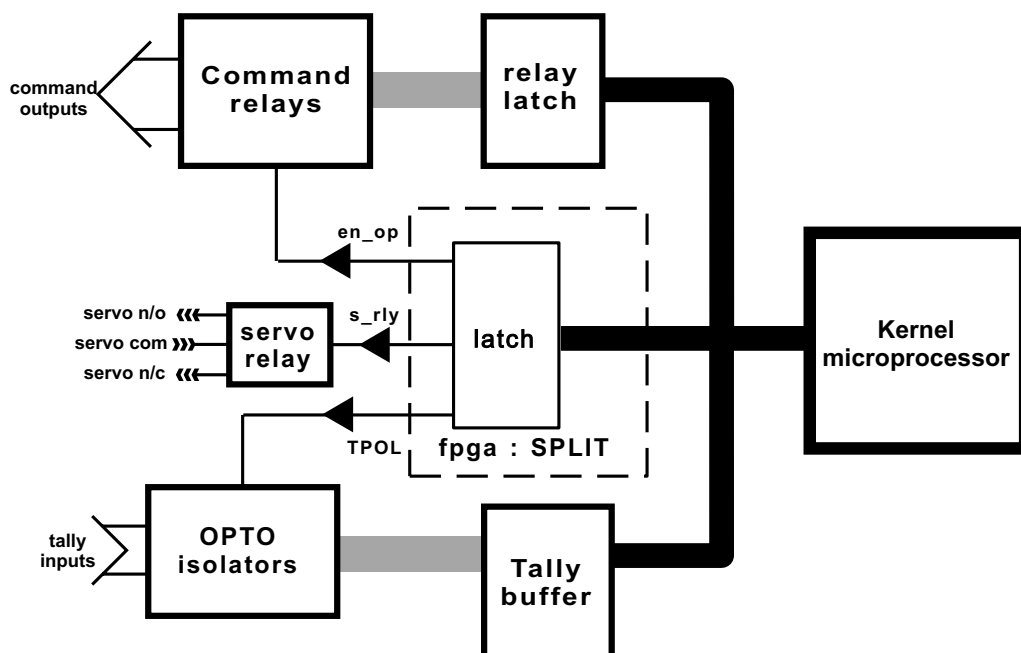 Command
relays
relay
latch
command
outputs
en_op
servo n/o
servo com
servo n/c
servo
relay
s_rly
latch
Kernel
microprocessor
TPOL
fpga : SPLIT
tally
inputs
OPTO
isolators
Tally
buffer